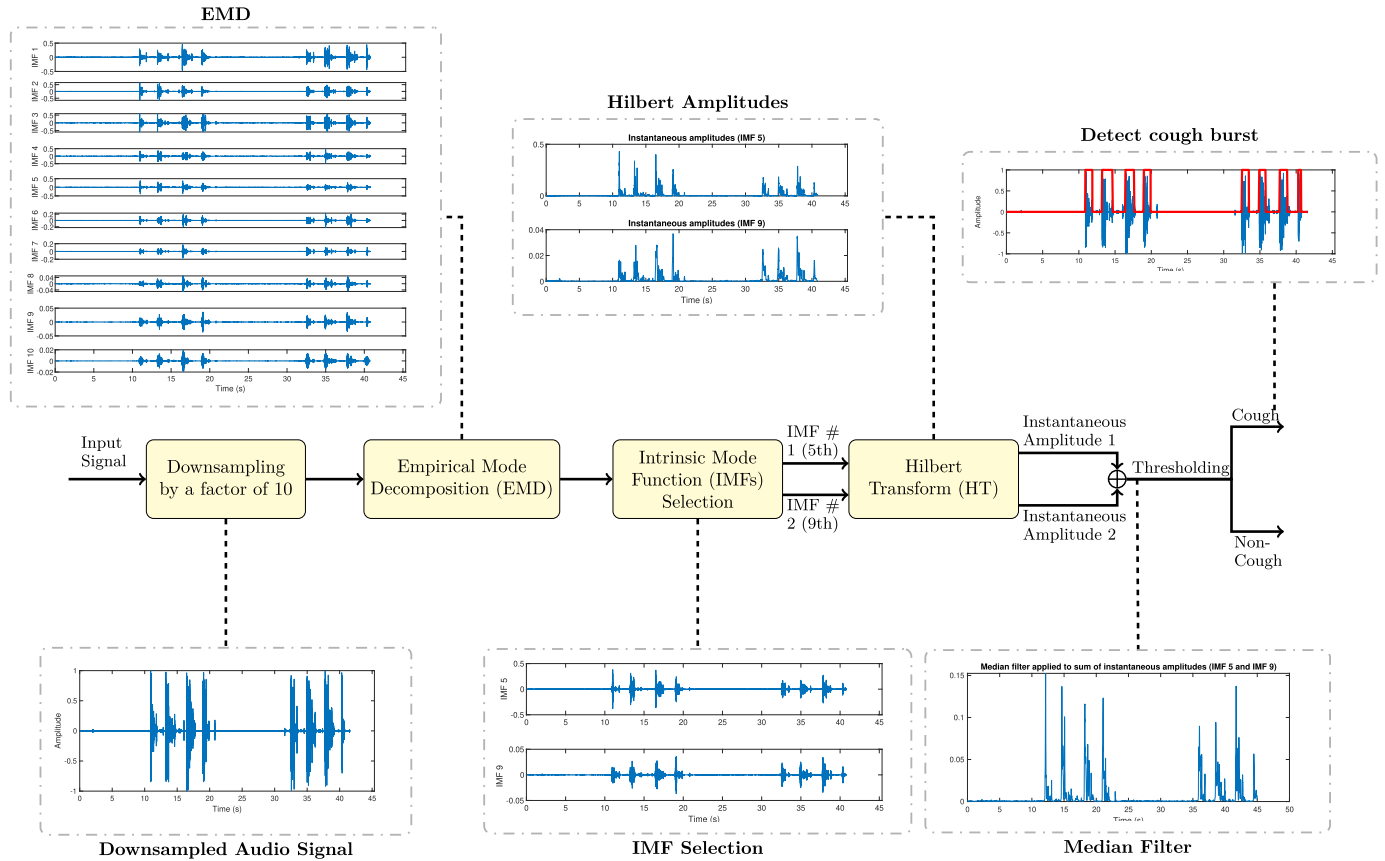 EMD
IMF 1
0.5
0
-0.5
IMF 2
0.5
0
-0.5
IMF 3
0.5
0
-0.5
IMF 4
0.5
0
-0.5
IMF 5
0.5
0
-0.5
IMF 6
0.2
0
-0.2
IMF 7
0.2
0
-0.2
IMF 8
0.04
0
-0.04
IMF 9
0.05
0
-0.05
IMF 10
0.02
0
-0.02
0 5 10 15 20 25 30 35 40 45
Time (s)
Hilbert Amplitudes
Instantaneous amplitudes (IMF 5)
0.5
0
0 5 10 15 20 25 30 35 40 45
Instantaneous amplitudes (IMF 9)
0.04
0.02
0
0 5 10 15 20 25 30 35 40 45
Time (s)
Detect cough burst
Amplitude
1
0.5
0
-0.5
-1
0 5 10 15 20 25 30 35 40 45
Time (s)
Input
Signal
Downsampling
by a factor of 10
Empirical Mode
Decomposition (EMD)
Intrinsic Mode
Function (IMFs)
Selection
IMF #
1 (5th)
IMF #
2 (9th)
Hilbert
Transform (HT)
Instantaneous
Amplitude 1
Instantaneous
Amplitude 2
Thresholding
Cough
Non-
Cough
Amplitude
1
0.5
0
-0.5
-1
0 5 10 15 20 25 30 35 40 45
Time (s)
Downsampled Audio Signal
IMF 5
0.5
0
-0.5
0 5 10 15 20 25 30 35 40 45
IMF 9
0.05
0
-0.05
0 5 10 15 20 25 30 35 40 45
Time (s)
IMF Selection
Median filter applied to sum of instantaneous amplitudes (IMF 5 and IMF 9)
0.15
0.1
0.05
0
0 5 10 15 20 25 30 35 40 45 50
Time (s)
Median Filter